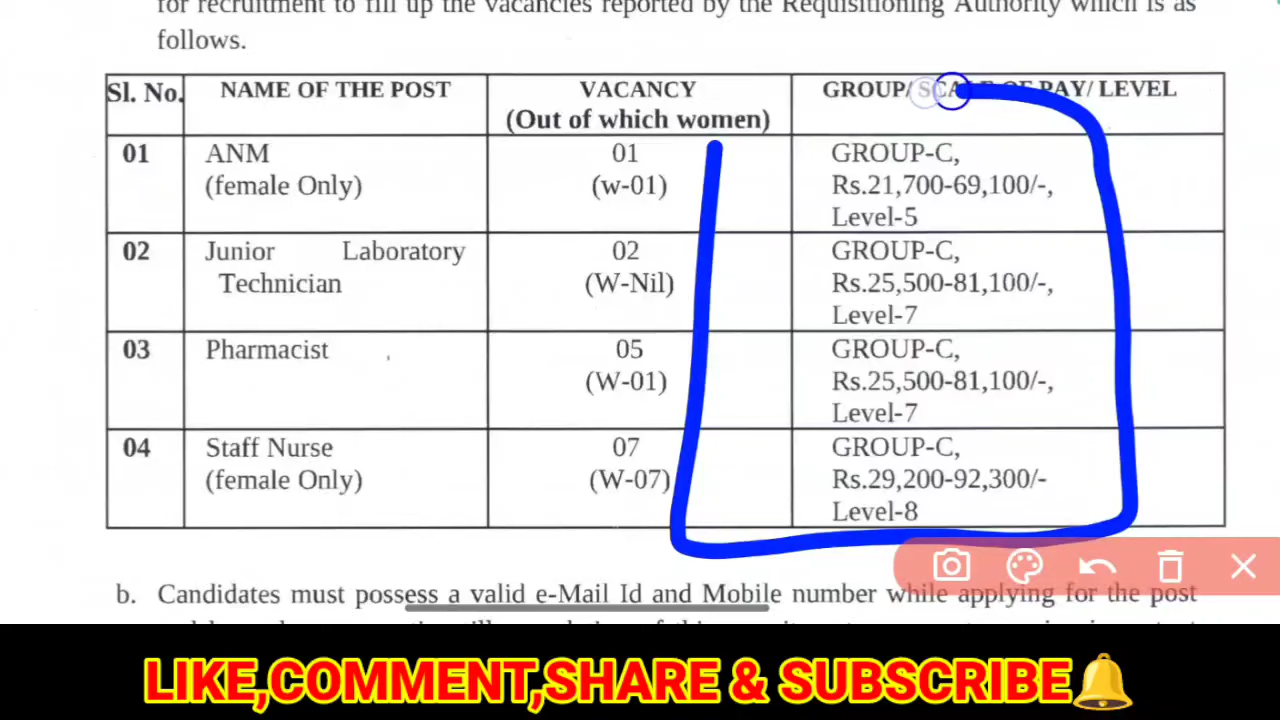 for recruitment to fill up the vacancies reported by the Requisitioning Authority which is as
follows.
Sl. No. NAME OF THE POST VACANCY (Out of which women) GROUP/ SCALE OF PAY/ LEVEL
01 ANM (female Only) 01 (w-01) GROUP-C, Rs.21,700-69,100/-, Level-5
02 Junior Laboratory Technician 02 (W-Nil) GROUP-C, Rs.25,500-81,100/-, Level-7
03 Pharmacist 05 (W-01) GROUP-C, Rs.25,500-81,100/-, Level-7
04 Staff Nurse (female Only) 07 (W-07) GROUP-C, Rs.29,200-92,300/- Level-8
b. Candidates must possess a valid e-Mail Id and Mobile number while applying for the post
LIKE,COMMENT,SHARE & SUBSCRIBE🔔